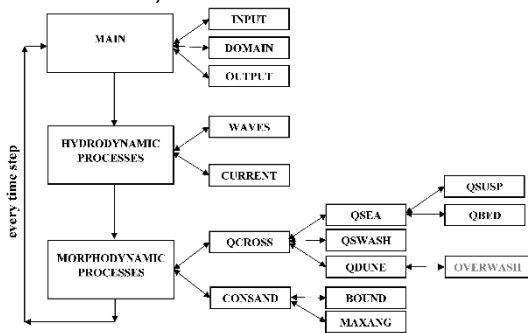 MAIN
INPUT
DOMAIN
OUTPUT
HYDRODYNAMIC
PROCESSES
WAVES
CURRENT
every time step
MORPHODYNAMIC
PROCESSES
QCROSS
CONSAND
QSEA
QSWASH
QDUNE
BOUND
MAXANG
QSUSP
QBED
OVERWASH